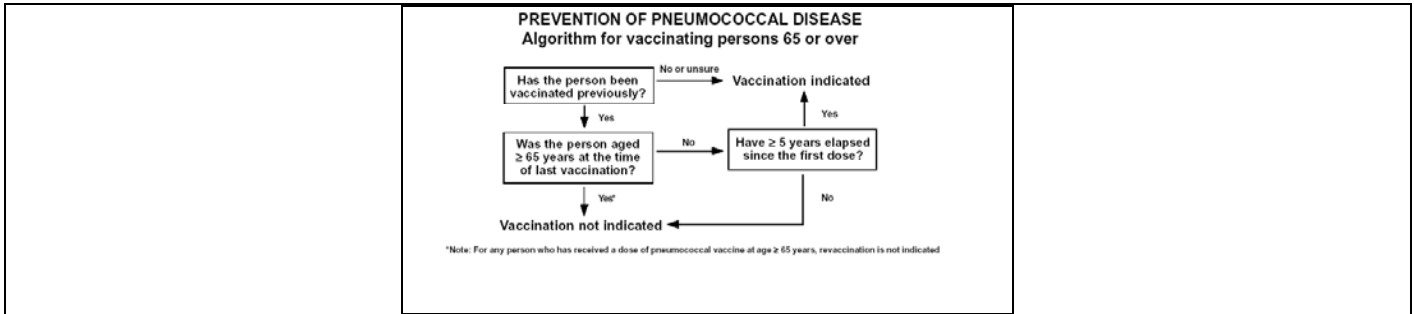 PREVENTION OF PNEUMOCOCCAL DISEASE
Algorithm for vaccinating persons 65 or over
Has the person been
vaccinated previously?
No or unsure
Vaccination indicated
Yes
Yes
Was the person aged
≥ 65 years at the time
of last vaccination?
No
Have ≥ 5 years elapsed
since the first dose?
Yes*
No
Vaccination not indicated
*Note: For any person who has received a dose of pneumococcal vaccine at age ≥ 65 years, revaccination is not indicated